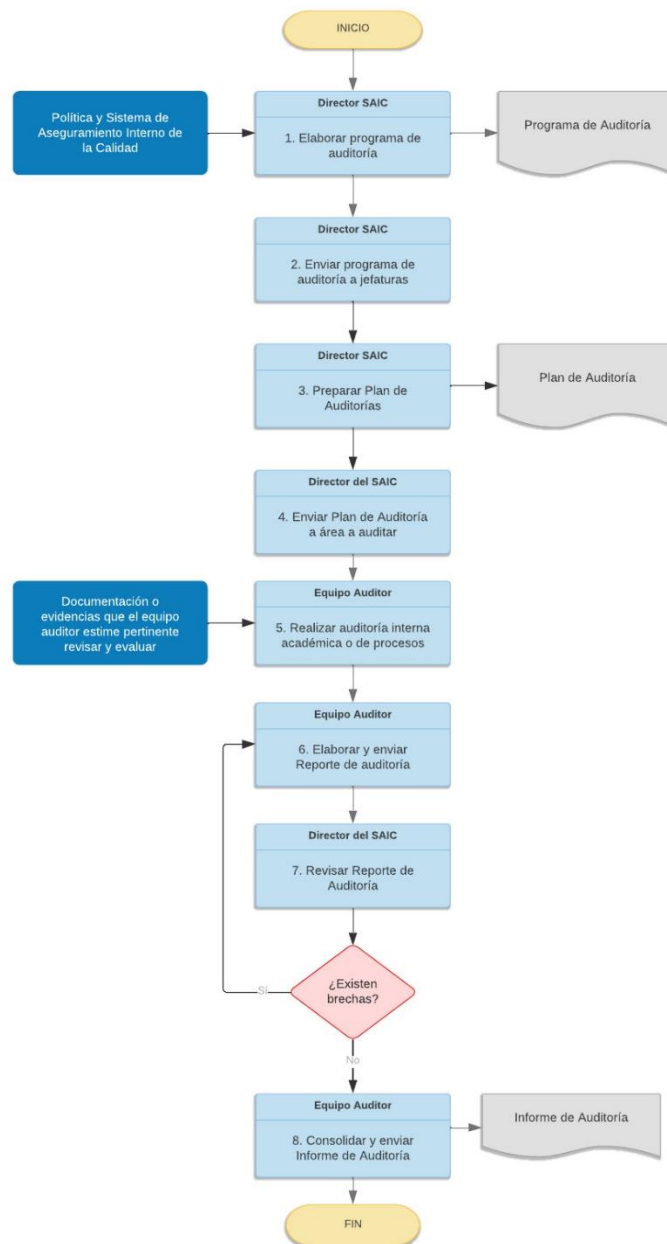 INICIO
Política y Sistema de
Aseguramiento Interno de
la Calidad
Director SAIC
1. Elaborar programa de
auditoría
Programa de Auditoría
Director SAIC
2. Enviar programa de
auditoría a jefaturas
Director SAIC
3. Preparar Plan de
Auditorías
Plan de Auditoría
Director del SAIC
4. Enviar Plan de Auditoría
a área a auditar
Documentación o
evidencias que el equipo
auditor estime pertinente
revisar y evaluar
Equipo Auditor
5. Realizar auditoría interna
académica o de procesos
Equipo Auditor
6. Elaborar y enviar
Reporte de auditoría
Director del SAIC
7. Revisar Reporte de
Auditoría
¿Existen
brechas?
SI
No
Equipo Auditor
8. Consolidar y enviar
Informe de Auditoría
Informe de Auditoría
FIN